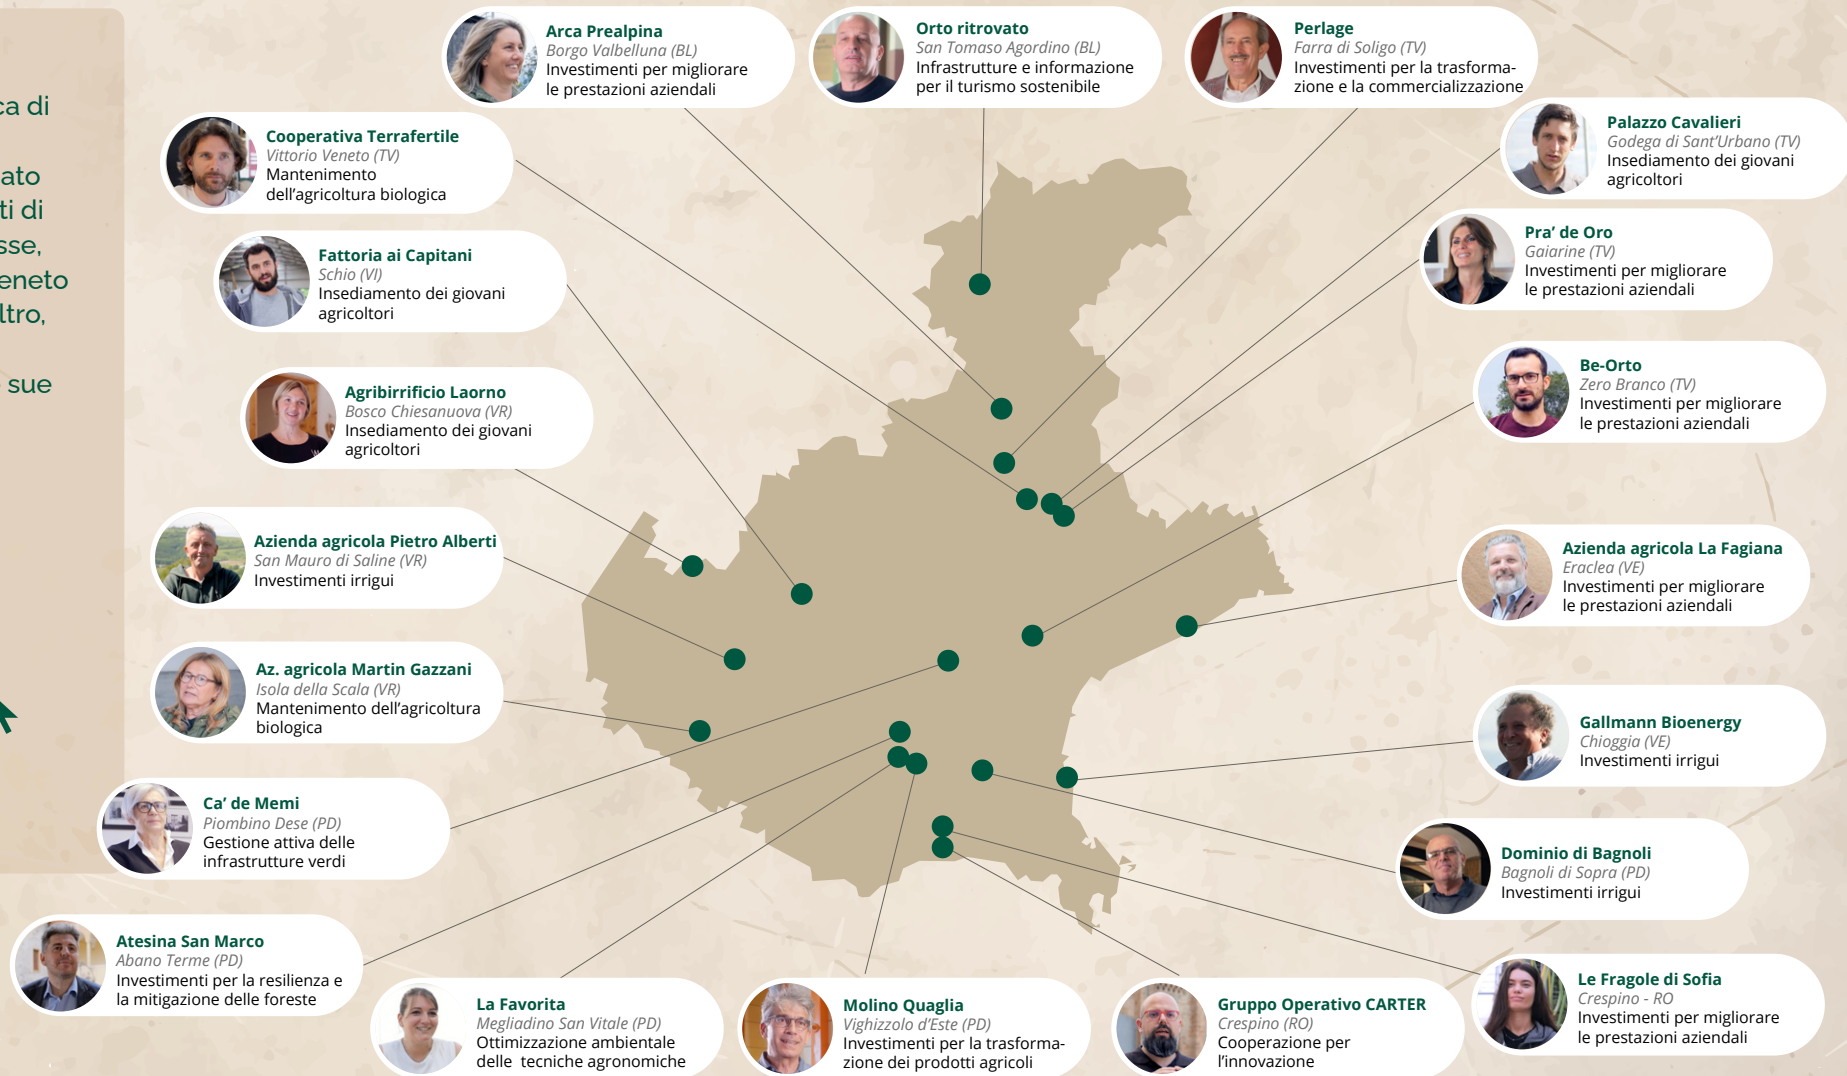 ca di
ato
ti di
sse,
eneto
ltro,
sue
Arca Prealpina
Borgo Valbelluna (BL)
Investimenti per migliorare
le prestazioni aziendali
Orto ritrovato
San Tomaso Agordino (BL)
Infrastrutture e informazione
per il turismo sostenibile
Perlage
Farra di Soligo (TV)
Investimenti per la trasforma-
zione e la commercializzazione
Cooperativa Terrafertile
Vittorio Veneto (TV)
Mantenimento
dell'agricoltura biologica
Palazzo Cavalieri
Godega di Sant'Urbano (TV)
Insediamento dei giovani
agricoltori
Fattoria ai Capitani
Schio (VI)
Insediamento dei giovani
agricoltori
Pra' de Oro
Gaiarine (TV)
Investimenti per migliorare
le prestazioni aziendali
Agribirrificio Laorno
Bosco Chiesanuova (VR)
Insediamento dei giovani
agricoltori
Be-Orto
Zero Branco (TV)
Investimenti per migliorare
le prestazioni aziendali
Azienda agricola Pietro Alberti
San Mauro di Saline (VR)
Investimenti irrigui
Azienda agricola La Fagiana
Eraclea (VE)
Investimenti per migliorare
le prestazioni aziendali
Az. agricola Martin Gazzani
Isola della Scala (VR)
Mantenimento dell'agricoltura
biologica
Gallmann Bioenergy
Chioggia (VE)
Investimenti irrigui
Ca' de Memi
Piombino Dese (PD)
Gestione attiva delle
infrastrutture verdi
Dominio di Bagnoli
Bagnoli di Sopra (PD)
Investimenti irrigui
Atesina San Marco
Abano Terme (PD)
Investimenti per la resilienza e
la mitigazione delle foreste
La Favorita
Megliadino San Vitale (PD)
Ottimizzazione ambientale
delle tecniche agronomiche
Molino Quaglia
Vighizzolo d'Este (PD)
Investimenti per la trasforma-
zione dei prodotti agricoli
Gruppo Operativo CARTER
Crespino (RO)
Cooperazione per
l'innovazione
Le Fragole di Sofia
Crespino - RO
Investimenti per migliorare
le prestazioni aziendali